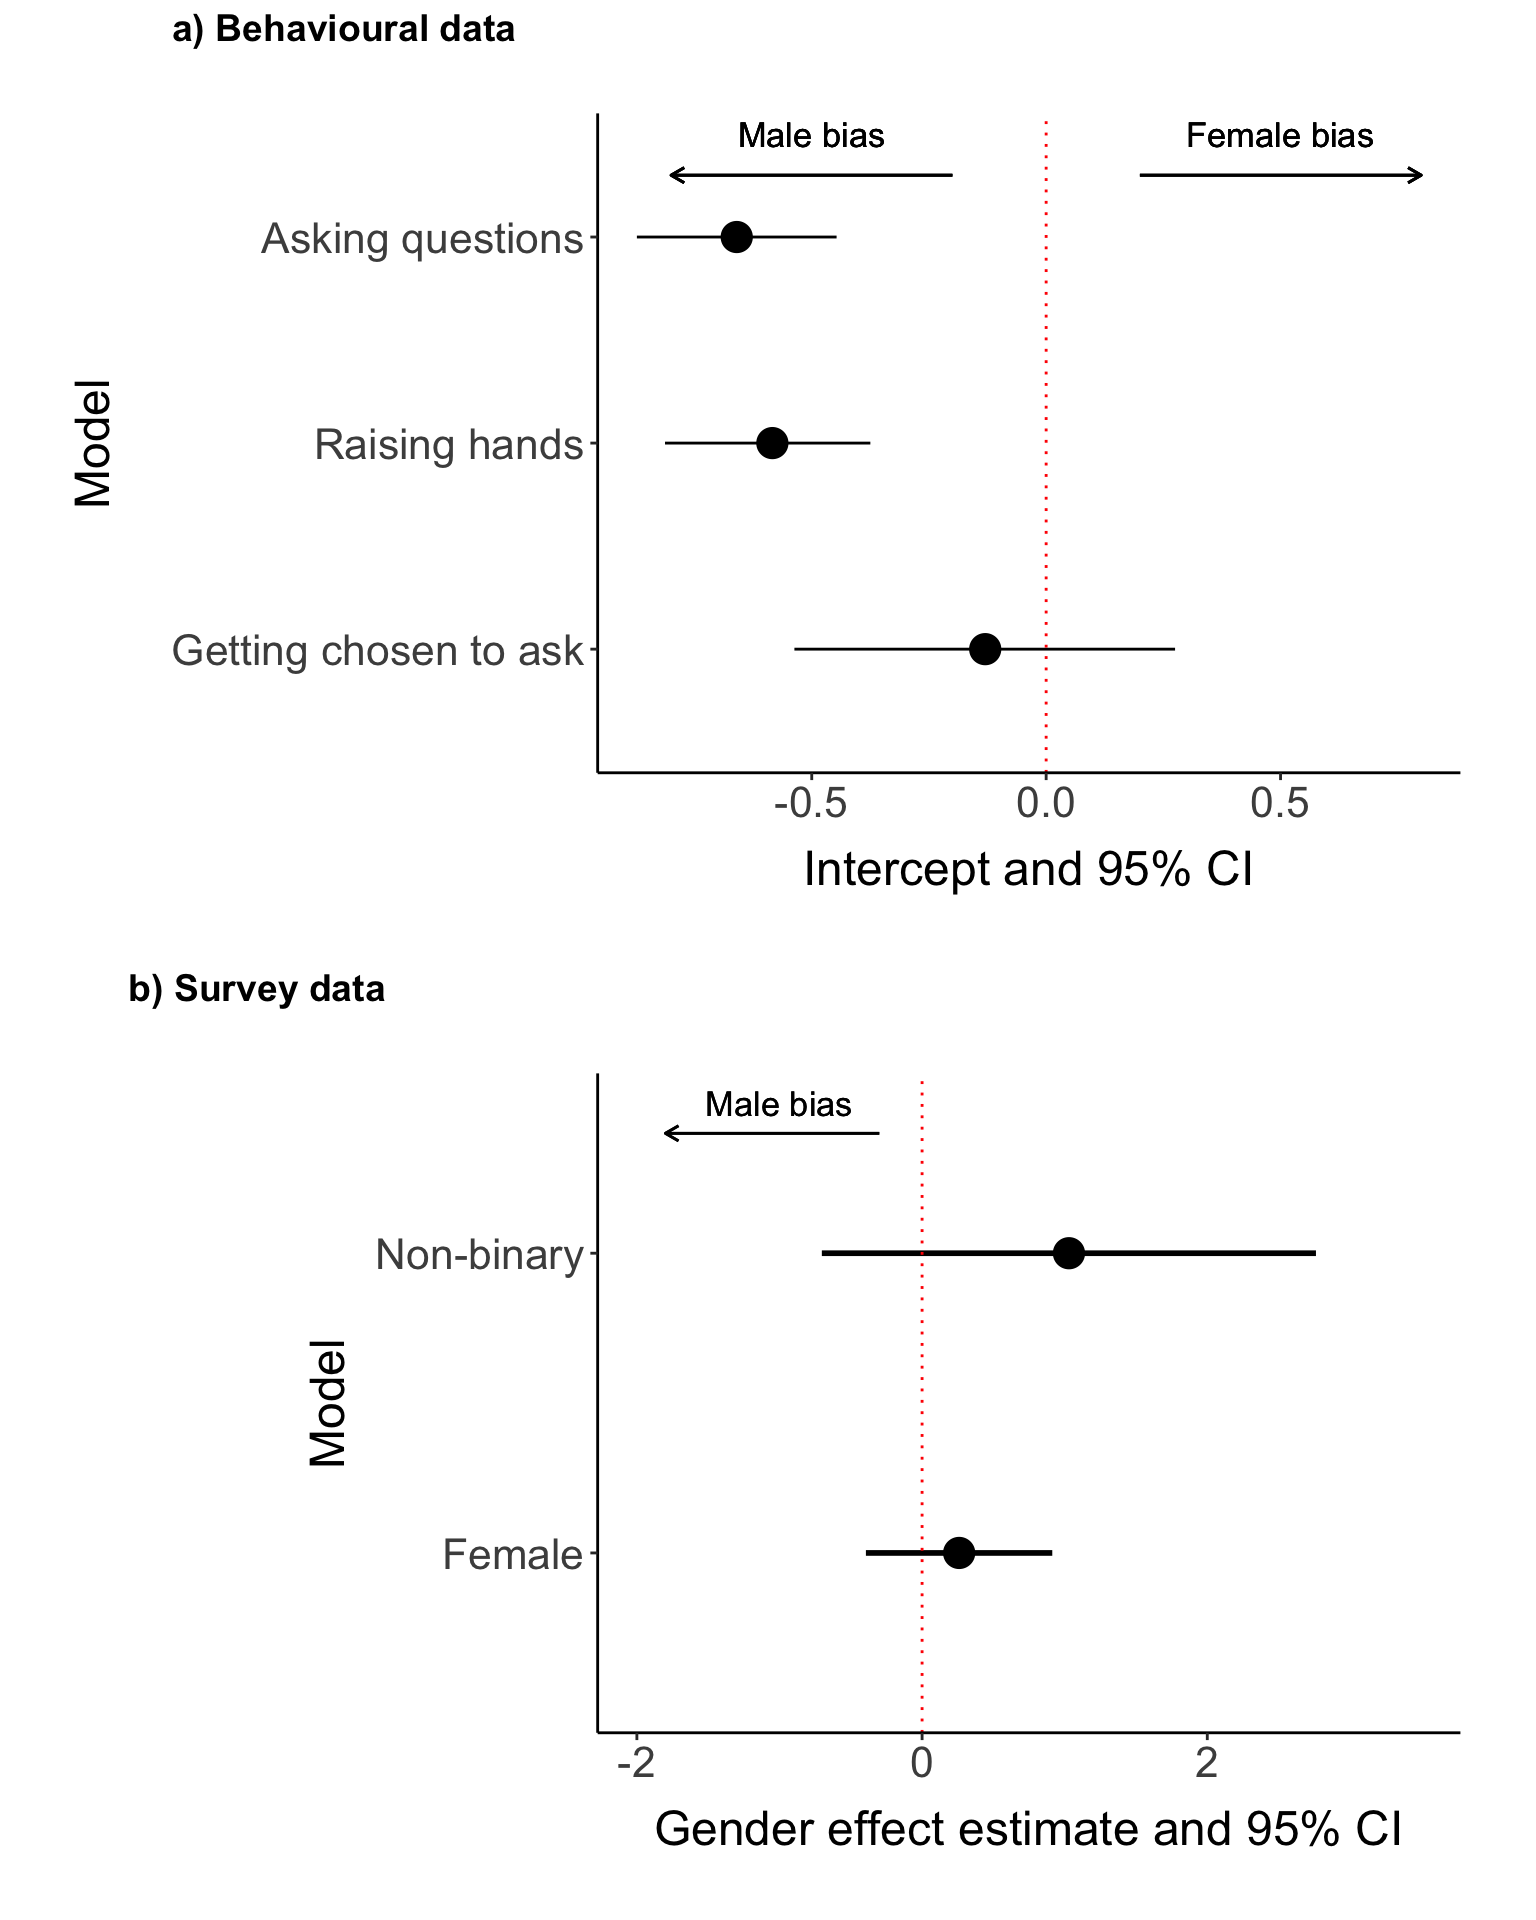 a) Behavioural data
Male bias
Female bias
Asking questions
Raising hands
Getting chosen to ask
Model
-0.5
0.0
0.5
Intercept and 95% CI
b) Survey data
Male bias
Non-binary
Female
Model
-2
0
2
Gender effect estimate and 95% CI